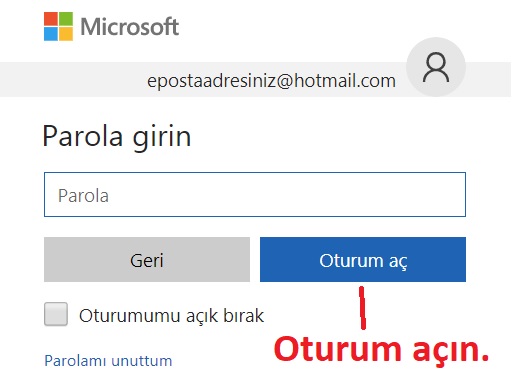 Microsoft
epostaadresiniz@hotmail.com
Parola girin
Parola
Geri
Oturum aç
Oturumumu açık bırak
Oturum açın.
Parolamı unuttum